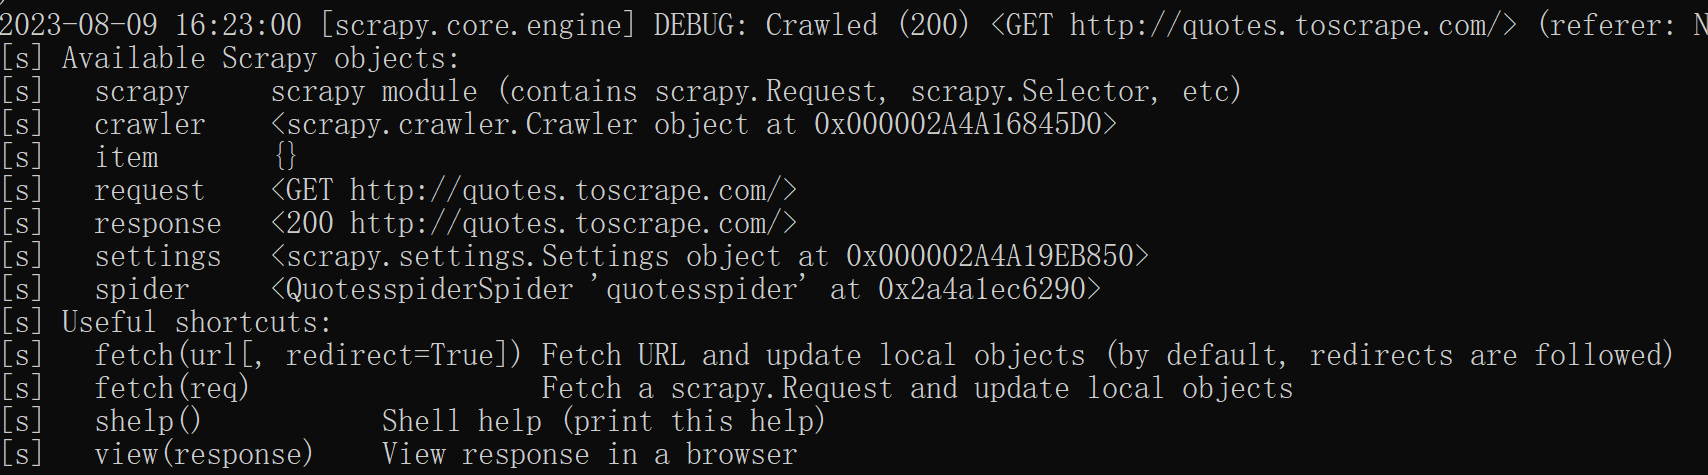 2023-08-09 16:23:00 [scrapy.core.engine] DEBUG: Crawled (200) <GET http://quotes.toscrape.com/> (referer: N
[s] Available Scrapy objects:
[s]   scrapy     scrapy module (contains scrapy.Request, scrapy.Selector, etc)
[s]   crawler    <scrapy.crawler.Crawler object at 0x000002A4A16845D0>
[s]   item       {}
[s]   request    <GET http://quotes.toscrape.com/>
[s]   response   <200 http://quotes.toscrape.com/>
[s]   settings   <scrapy.settings.Settings object at 0x000002A4A19EB850>
[s]   spider     <QuotesspiderSpider 'quotesspider' at 0x2a4a1ec6290>
[s] Useful shortcuts:
[s]   fetch(url[, redirect=True]) Fetch URL and update local objects (by default, redirects are followed)
[s]   fetch(req)                  Fetch a scrapy.Request and update local objects
[s]   shelp()           Shell help (print this help)
[s]   view(response)    View response in a browser